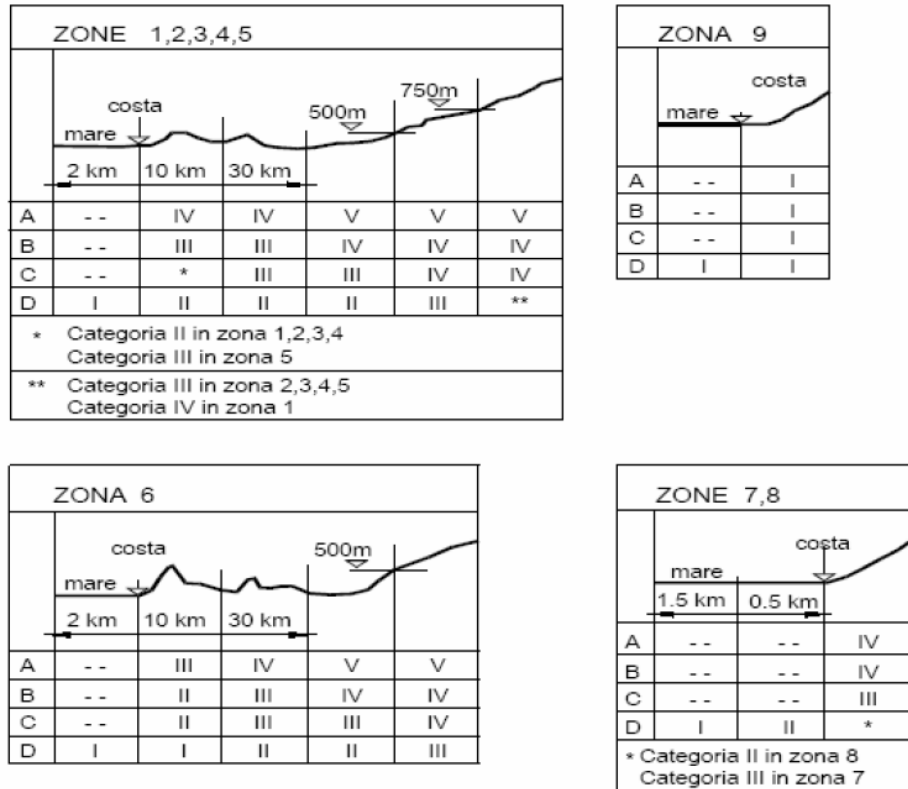 ZONE 1,2,3,4,5
750m
costa
500m
mare
2 km 10 km 30 km
A -- IV IV V V V
B -- III III IV IV IV
C -- * III III IV IV
D I II II II III **
* Categoria II in zona 1,2,3,4
Categoria III in zona 5
** Categoria III in zona 2,3,4,5
Categoria IV in zona 1
ZONA 9
costa
mare
A -- I
B -- I
C -- I
D I I
ZONA 6
costa
500m
mare
2 km 10 km 30 km
A -- III IV V V
B -- II III IV IV
C -- II III III IV
D I I II II III
ZONE 7,8
costa
mare
1.5 km 0.5 km
A -- -- IV
B -- -- IV
C -- -- III
D I II *
* Categoria II in zona 8
Categoria III in zona 7